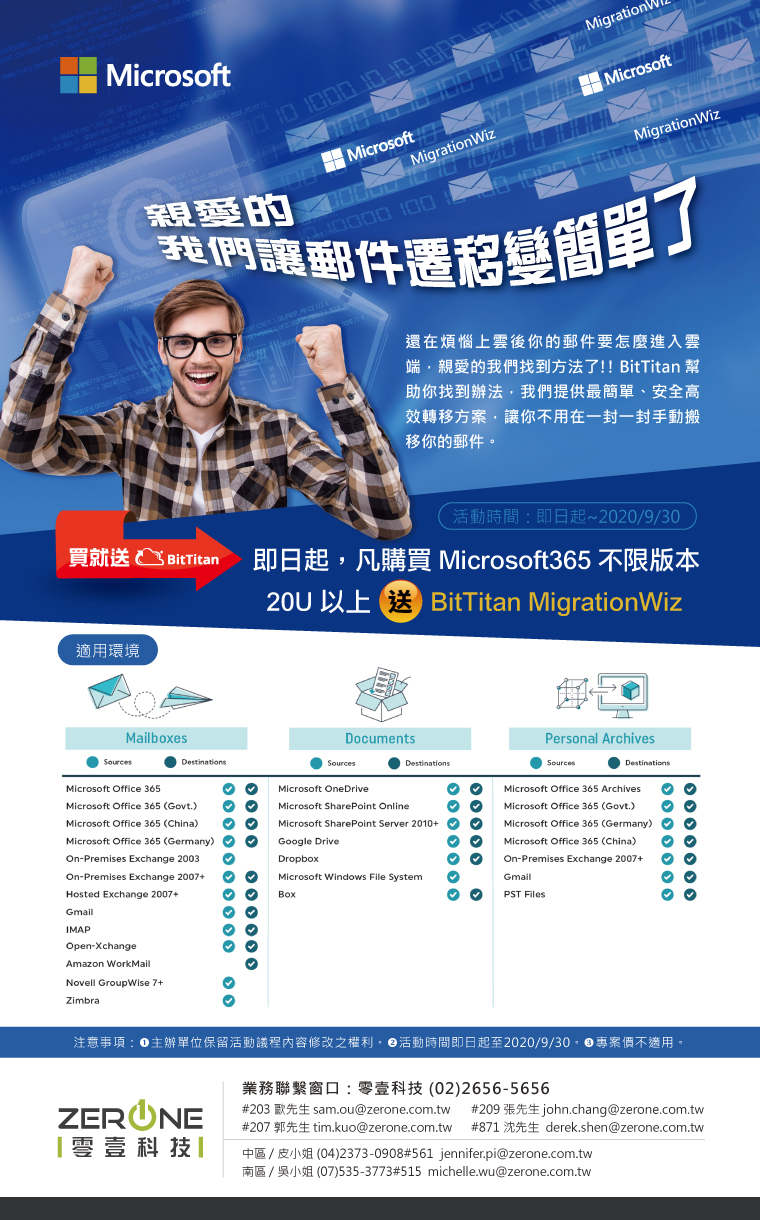 MigrationWiz
Microsoft
Microsoft
MigrationWiz
Microsoft
MigrationWiz
親愛的
我們讓郵件遷移變簡單了
還在煩惱上雲後你的郵件要怎麼進入雲
端，親愛的我們找到方法了!! BitTitan 幫
助你找到辦法，我們提供最簡單、安全高
效轉移方案，讓你不用在一封一封手動搬
移你的郵件。
活動時間：即日起~2020/9/30
買就送 BitTitan
即日起，凡購買 Microsoft365 不限版本
20U 以上 送 BitTitan MigrationWiz
適用環境
Mailboxes
Sources Destinations
Microsoft Office 365
Microsoft Office 365 (Govt.)
Microsoft Office 365 (China)
Microsoft Office 365 (Germany)
On-Premises Exchange 2003
On-Premises Exchange 2007+
Hosted Exchange 2007+
Gmail
IMAP
Open-Xchange
Amazon WorkMail
Novell GroupWise 7+
Zimbra
Documents
Sources Destinations
Microsoft OneDrive
Microsoft SharePoint Online
Microsoft SharePoint Server 2010+
Google Drive
Dropbox
Microsoft Windows File System
Box
Personal Archives
Sources Destinations
Microsoft Office 365 Archives
Microsoft Office 365 (Govt.)
Microsoft Office 365 (Germany)
Microsoft Office 365 (China)
On-Premises Exchange 2007+
Gmail
PST Files
注意事項：❶主辦單位保留活動議程內容修改之權利。❷活動時間即日起至2020/9/30。❸專案價不適用。
ZERONE
零壹科技
業務聯繫窗口：零壹科技 (02)2656-5656
#203 歐先生 sam.ou@zerone.com.tw #209 張先生 john.chang@zerone.com.tw
#207 郭先生 tim.kuo@zerone.com.tw #871 沈先生 derek.shen@zerone.com.tw
中區 / 皮小姐 (04)2373-0908#561 jennifer.pi@zerone.com.tw
南區 / 吳小姐 (07)535-3773#515 michelle.wu@zerone.com.tw